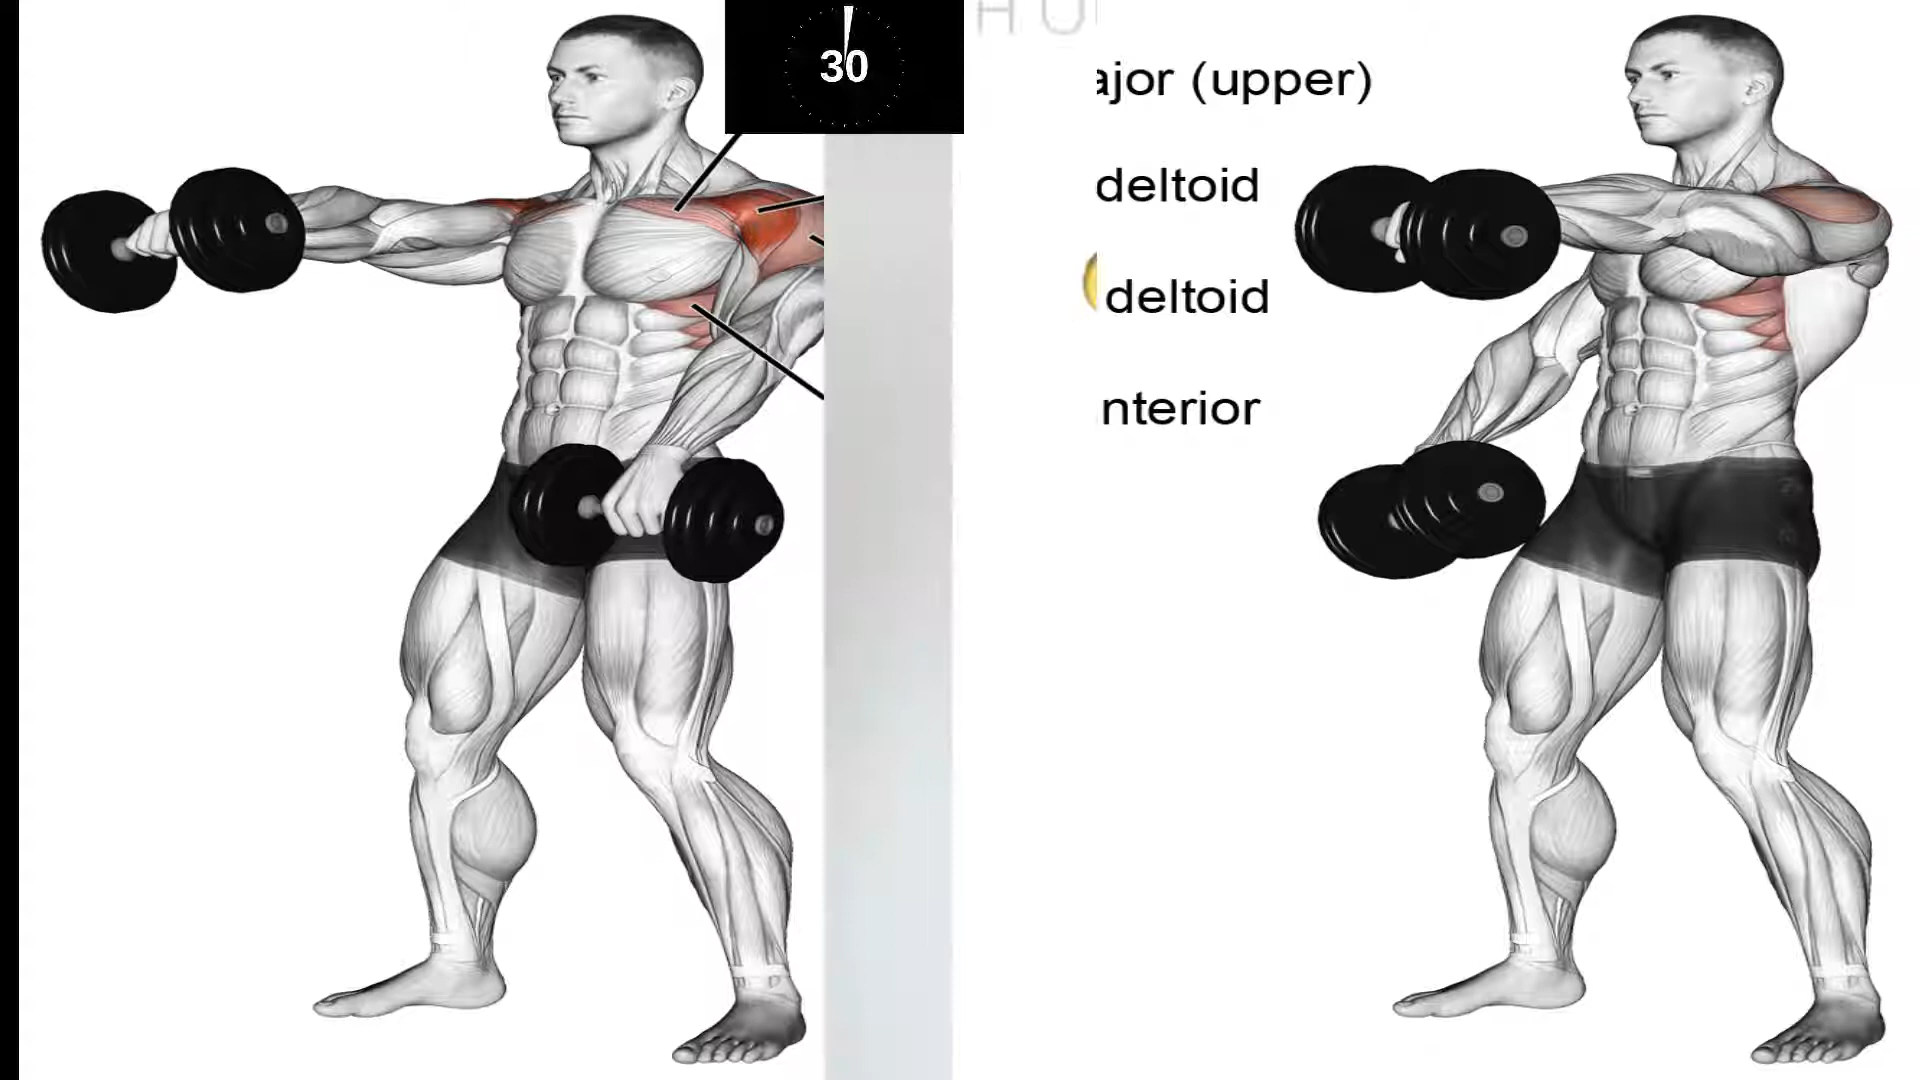 30
H U
ajor (upper)
deltoid
deltoid
nterior